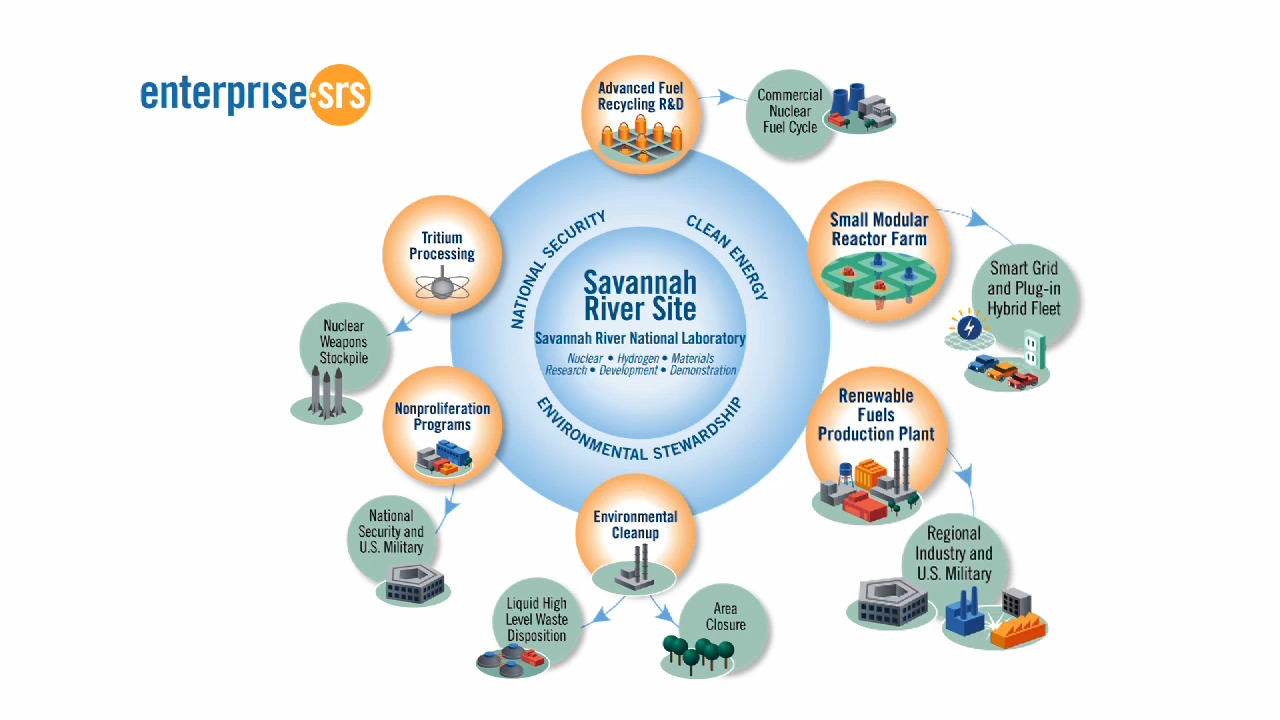 enterprise·srs
Advanced Fuel
Recycling R&D
Commercial
Nuclear
Fuel Cycle
Small Modular
Reactor Farm
Smart Grid
and Plug-in
Hybrid Fleet
Tritium
Processing
Nuclear
Weapons
Stockpile
NATIONAL SECURITY
CLEAN ENERGY
Savannah
River Site
Savannah River National Laboratory
Nuclear • Hydrogen • Materials
Research • Development • Demonstration
ENVIRONMENTAL STEWARDSHIP
Nonproliferation
Programs
National
Security and
U.S. Military
Renewable
Fuels
Production Plant
Regional
Industry and
U.S. Military
Environmental
Cleanup
Liquid High
Level Waste
Disposition
Area
Closure